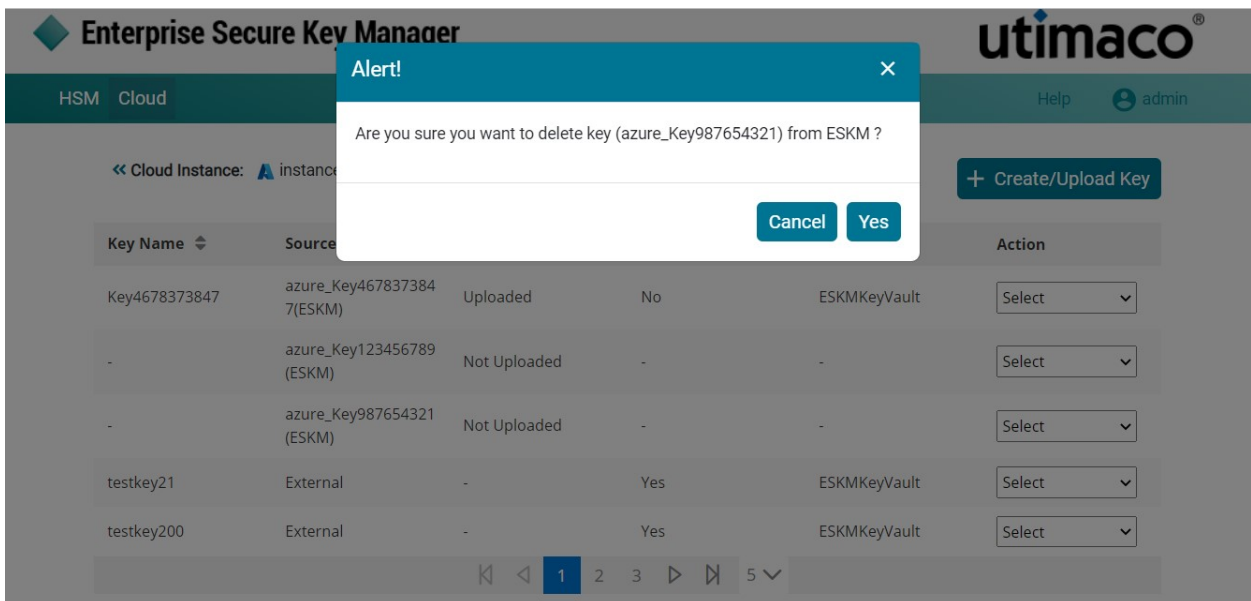 Enterprise Secure Key Manager
utimaco®
Alert!
HSM Cloud
Help admin
Are you sure you want to delete key (azure_Key987654321) from ESKM ?
Cloud Instance: instance
+ Create/Upload Key
Cancel Yes
Key Name Source Action
Key4678373847 azure_Key467837384 Uploaded No ESKMKeyVault Select
7(ESKM)
- azure_Key123456789 Not Uploaded - - Select
(ESKM)
- azure_Key987654321 Not Uploaded - - Select
(ESKM)
testkey21 External - Yes ESKMKeyVault Select
testkey200 External - Yes ESKMKeyVault Select
1 2 3 5